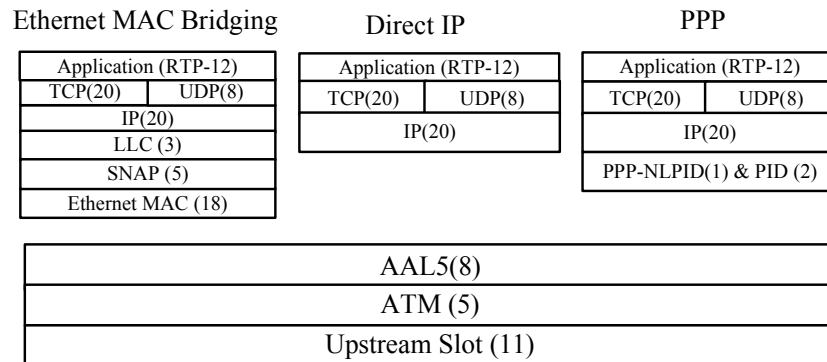 Ethernet MAC Bridging
Application (RTP-12)
TCP(20) UDP(8)
IP(20)
LLC (3)
SNAP (5)
Ethernet MAC (18)
Direct IP
Application (RTP-12)
TCP(20) UDP(8)
IP(20)
PPP
Application (RTP-12)
TCP(20) UDP(8)
IP(20)
PPP-NLPID(1) & PID (2)
AAL5(8)
ATM (5)
Upstream Slot (11)